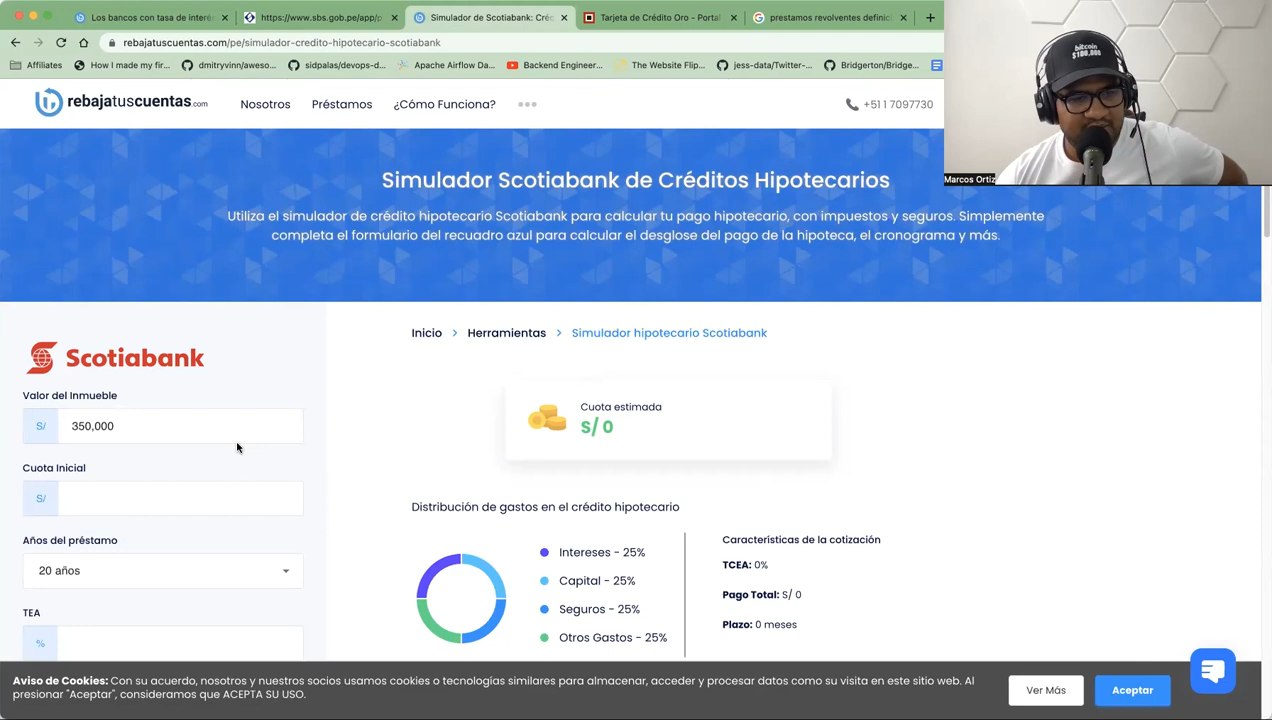 Los bancos con tasa de interé
https://www.sbs.gob.pe/app/p
Simulador de Scotiabank: Cré
Tarjeta de Crédito Oro - Portal
prestamos revolventes definici
rebajatuscuentas.com/pe/simulador-credito-hipotecario-scotiabank
Affiliates
How I made my fir...
dmitryvinn/aweso...
sidpalas/devops-d...
Apache Airflow Da...
Backend Engineer...
The Website Flip...
jess-data/Twitter-...
Bridgerton/Bridge...
rebajatuscuentas.com
Nosotros
Préstamos
¿Cómo Funciona?
+51 1 7097730
bitcoin
$100,000
Marcos Ortiz
Simulador Scotiabank de Créditos Hipotecarios
Utiliza el simulador de crédito hipotecario Scotiabank para calcular tu pago hipotecario, con impuestos y seguros. Simplemente
completa el formulario del recuadro azul para calcular el desglose del pago de la hipoteca, el cronograma y más.
Inicio > Herramientas > Simulador hipotecario Scotiabank
Scotiabank
Valor del Inmueble
S/ 350,000
Cuota Inicial
S/
Años del préstamo
20 años
TEA
%
Cuota estimada
S/ 0
Distribución de gastos en el crédito hipotecario
Intereses - 25%
Capital - 25%
Seguros - 25%
Otros Gastos - 25%
Características de la cotización
TCEA: 0%
Pago Total: S/ 0
Plazo: 0 meses
Aviso de Cookies: Con su acuerdo, nosotros y nuestros socios usamos cookies o tecnologías similares para almacenar, acceder y procesar datos como su visita en este sitio web. Al
presionar "Aceptar", consideramos que ACEPTA SU USO.
Ver Más
Aceptar